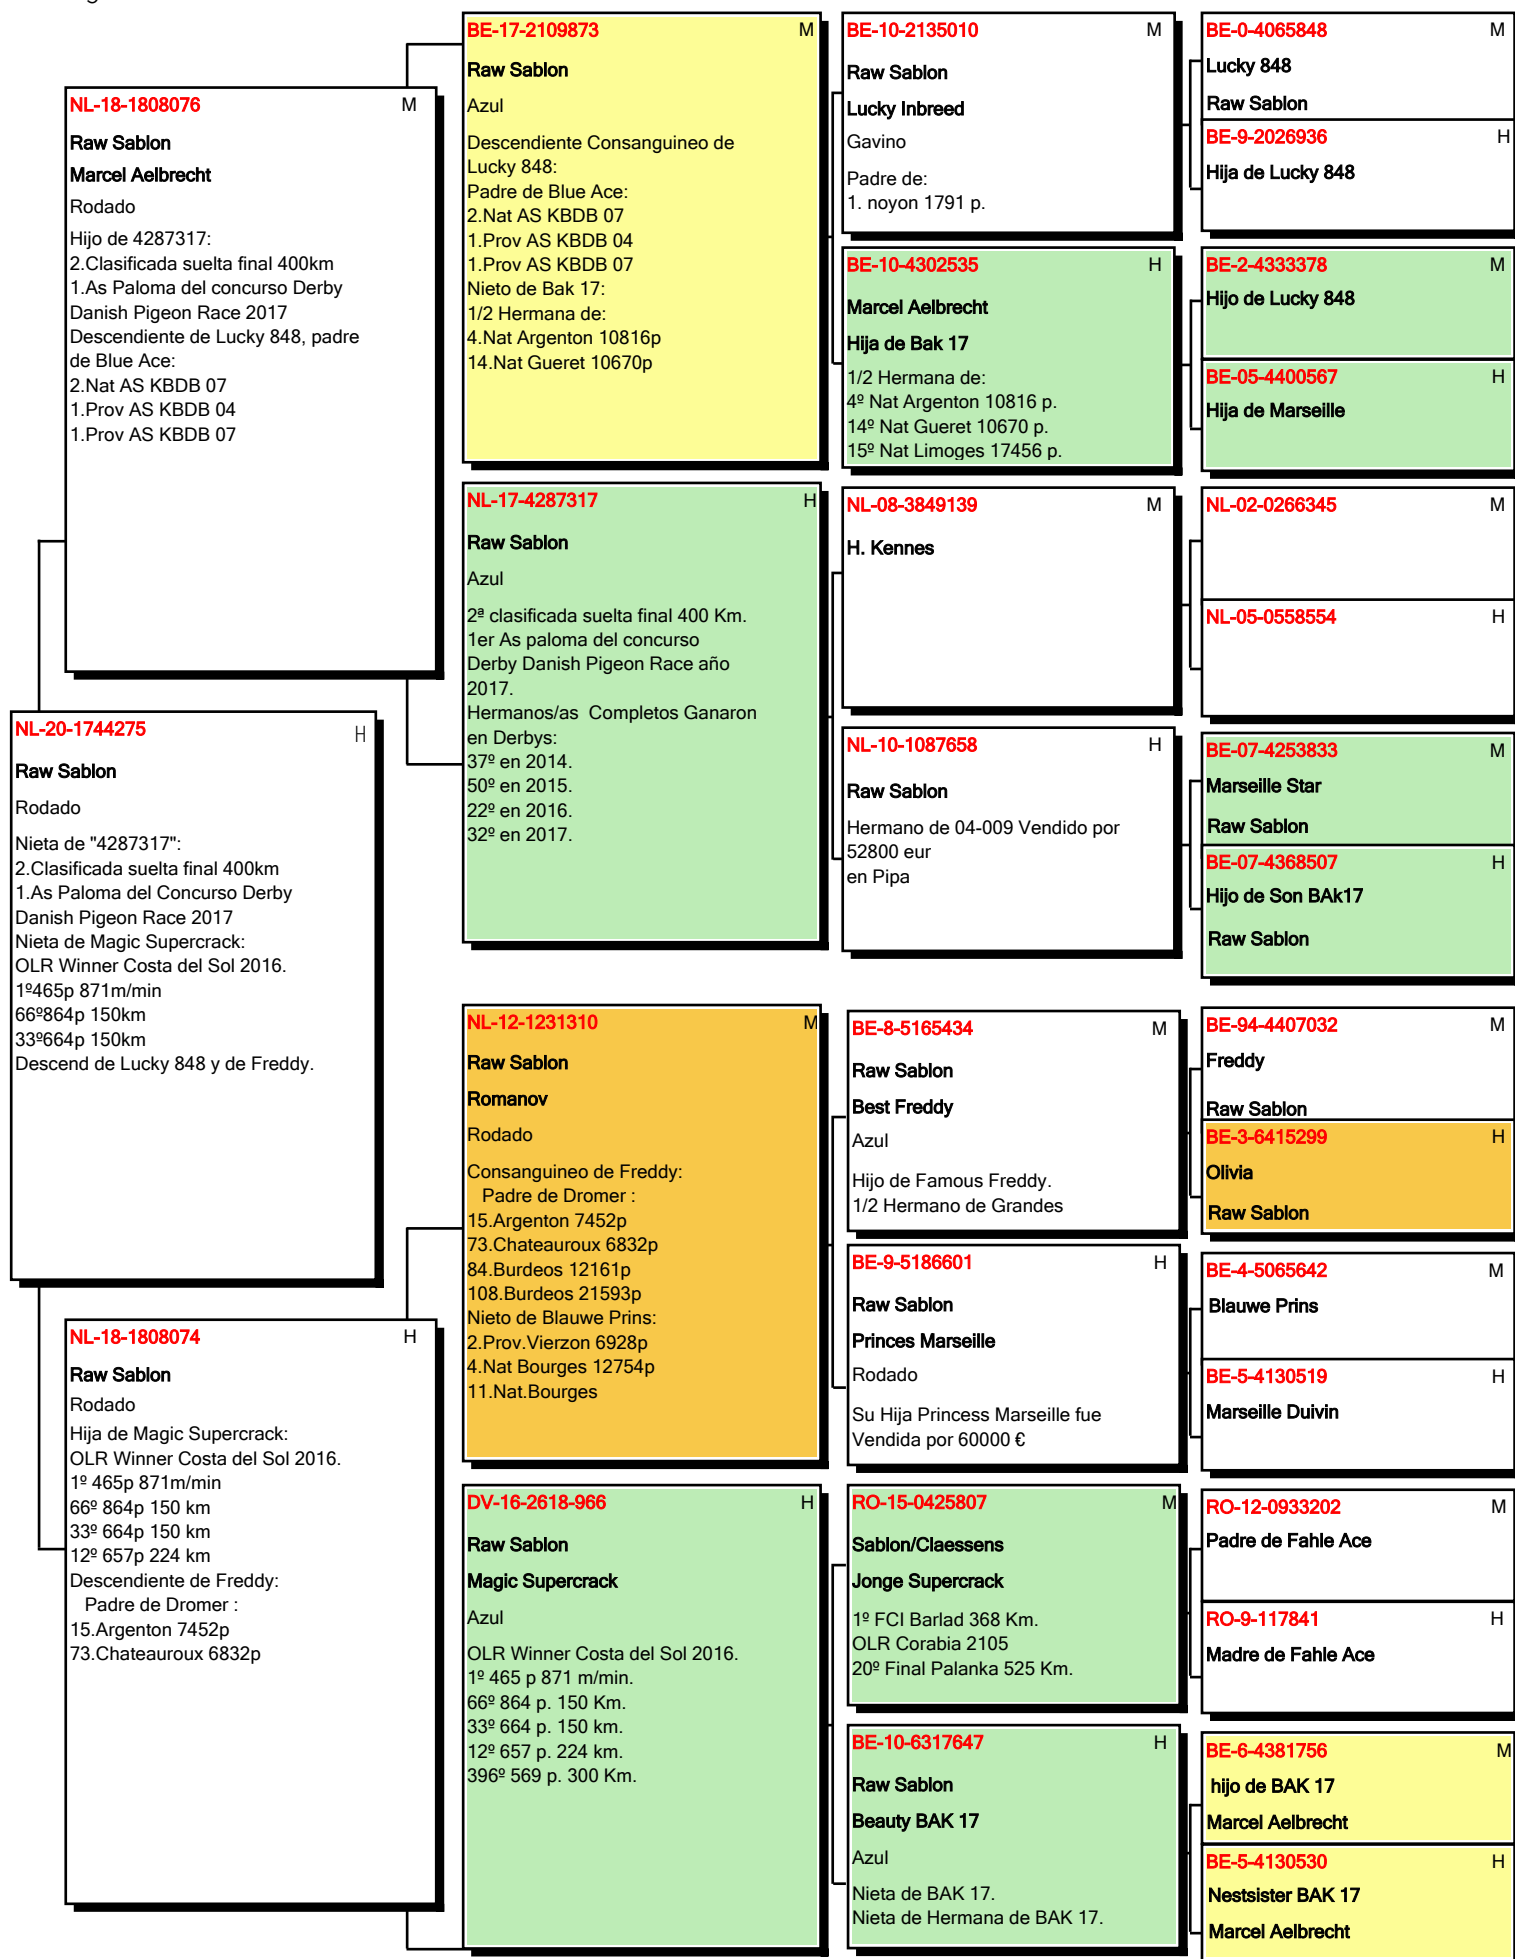 NL-20-1744275 H
Raw Sablon
Rodado
Nieta de "4287317":
2.Clasificada suelta final 400km
1.As Paloma del Concurso Derby
Danish Pigeon Race 2017
Nieta de Magic Supercrack:
OLR Winner Costa del Sol 2016.
1º465p 871m/min
66º864p 150km
33º664p 150km
Descend de Lucky 848 y de Freddy.
NL-18-1808076 M
Raw Sablon
Marcel Aelbrecht
Rodado
Hijo de 4287317:
2.Clasificada suelta final 400km
1.As Paloma del concurso Derby
Danish Pigeon Race 2017
Descendiente de Lucky 848, padre
de Blue Ace:
2.Nat AS KBDB 07
1.Prov AS KBDB 04
1.Prov AS KBDB 07
NL-18-1808074 H
Raw Sablon
Rodado
Hija de Magic Supercrack:
OLR Winner Costa del Sol 2016.
1º 465p 871m/min
66º 864p 150 km
33º 664p 150 km
12º 657p 224 km
Descendiente de Freddy:
Padre de Dromer :
15.Argenton 7452p
73.Chateauroux 6832p
BE-17-2109873 M
Raw Sablon
Azul
Descendiente Consanguineo de
Lucky 848:
Padre de Blue Ace:
2.Nat AS KBDB 07
1.Prov AS KBDB 04
1.Prov AS KBDB 07
Nieto de Bak 17:
1/2 Hermana de:
4.Nat Argenton 10816p
14.Nat Gueret 10670p
NL-17-4287317 H
Raw Sablon
Azul
2ª clasificada suelta final 400 Km.
1er As paloma del concurso
Derby Danish Pigeon Race año
2017.
Hermanos/as Completos Ganaron
en Derbys:
37º en 2014.
50º en 2015.
22º en 2016.
32º en 2017.
NL-12-1231310 M
Raw Sablon
Romanov
Rodado
Consanguineo de Freddy:
Padre de Dromer :
15.Argenton 7452p
73.Chateauroux 6832p
84.Burdeos 12161p
108.Burdeos 21593p
Nieto de Blauwe Prins:
2.Prov.Vierzon 6928p
4.Nat Bourges 12754p
11.Nat.Bourges
DV-16-2618-966 H
Raw Sablon
Magic Supercrack
Azul
OLR Winner Costa del Sol 2016.
1º 465 p 871 m/min.
66º 864 p. 150 Km.
33º 664 p. 150 km.
12º 657 p. 224 km.
396º 569 p. 300 Km.
BE-10-2135010 M
Raw Sablon
Lucky Inbreed
Gavino
Padre de:
1. noyon 1791 p.
BE-10-4302535 H
Marcel Aelbrecht
Hija de Bak 17
1/2 Hermana de:
4º Nat Argenton 10816 p.
14º Nat Gueret 10670 p.
15º Nat Limoges 17456 p.
NL-08-3849139 M
H. Kennes
NL-10-1087658 H
Raw Sablon
Hermano de 04-009 Vendido por
52800 eur
en Pipa
BE-8-5165434 M
Raw Sablon
Best Freddy
Azul
Hijo de Famous Freddy.
1/2 Hermano de Grandes
BE-9-5186601 H
Raw Sablon
Princes Marseille
Rodado
Su Hija Princess Marseille fue
Vendida por 60000 €
RO-15-0425807 M
Sablon/Claessens
Jonge Supercrack
1º FCI Barlad 368 Km.
OLR Corabia 2105
20º Final Palanka 525 Km.
BE-10-6317647 H
Raw Sablon
Beauty BAK 17
Azul
Nieta de BAK 17.
Nieta de Hermana de BAK 17.
BE-0-4065848 M
Lucky 848
Raw Sablon
BE-9-2026936 H
Hija de Lucky 848
BE-2-4333378 M
Hijo de Lucky 848
BE-05-4400567 H
Hija de Marseille
NL-02-0266345 M
NL-05-0558554 H
BE-07-4253833 M
Marseille Star
Raw Sablon
BE-07-4368507 H
Hijo de Son BAk17
Raw Sablon
BE-94-4407032 M
Freddy
Raw Sablon
BE-3-6415299 H
Olivia
Raw Sablon
BE-4-5065642 M
Blauwe Prins
BE-5-4130519 H
Marseille Duivin
RO-12-0933202 M
Padre de Fahle Ace
RO-9-117841 H
Madre de Fahle Ace
BE-6-4381756 M
hijo de BAK 17
Marcel Aelbrecht
BE-5-4130530 H
Nestsister BAK 17
Marcel Aelbrecht